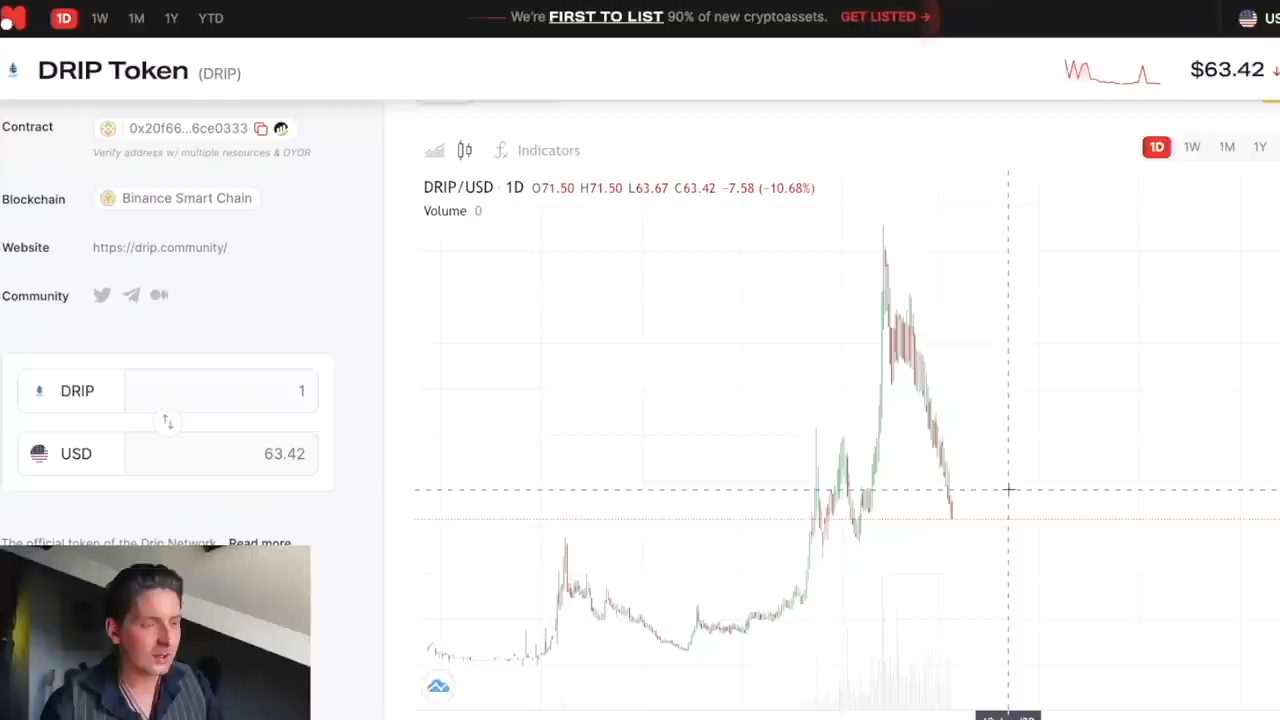 1D 1W 1M 1Y YTD
We're FIRST TO LIST 90% of new cryptoassets. GET LISTED →
US
DRIP Token (DRIP)
$63.42 ↓
Contract
0x20f66...6ce0333
Verify address w/ multiple resources & DYOR
Blockchain
Binance Smart Chain
Website
https://drip.community/
Community
DRIP 1
USD 63.42
The official token of the Drip Network Read more
Indicators
1D 1W 1M 1Y
DRIP/USD · 1D O71.50 H71.50 L63.67 C63.42 −7.58 (−10.68%)
Volume 0